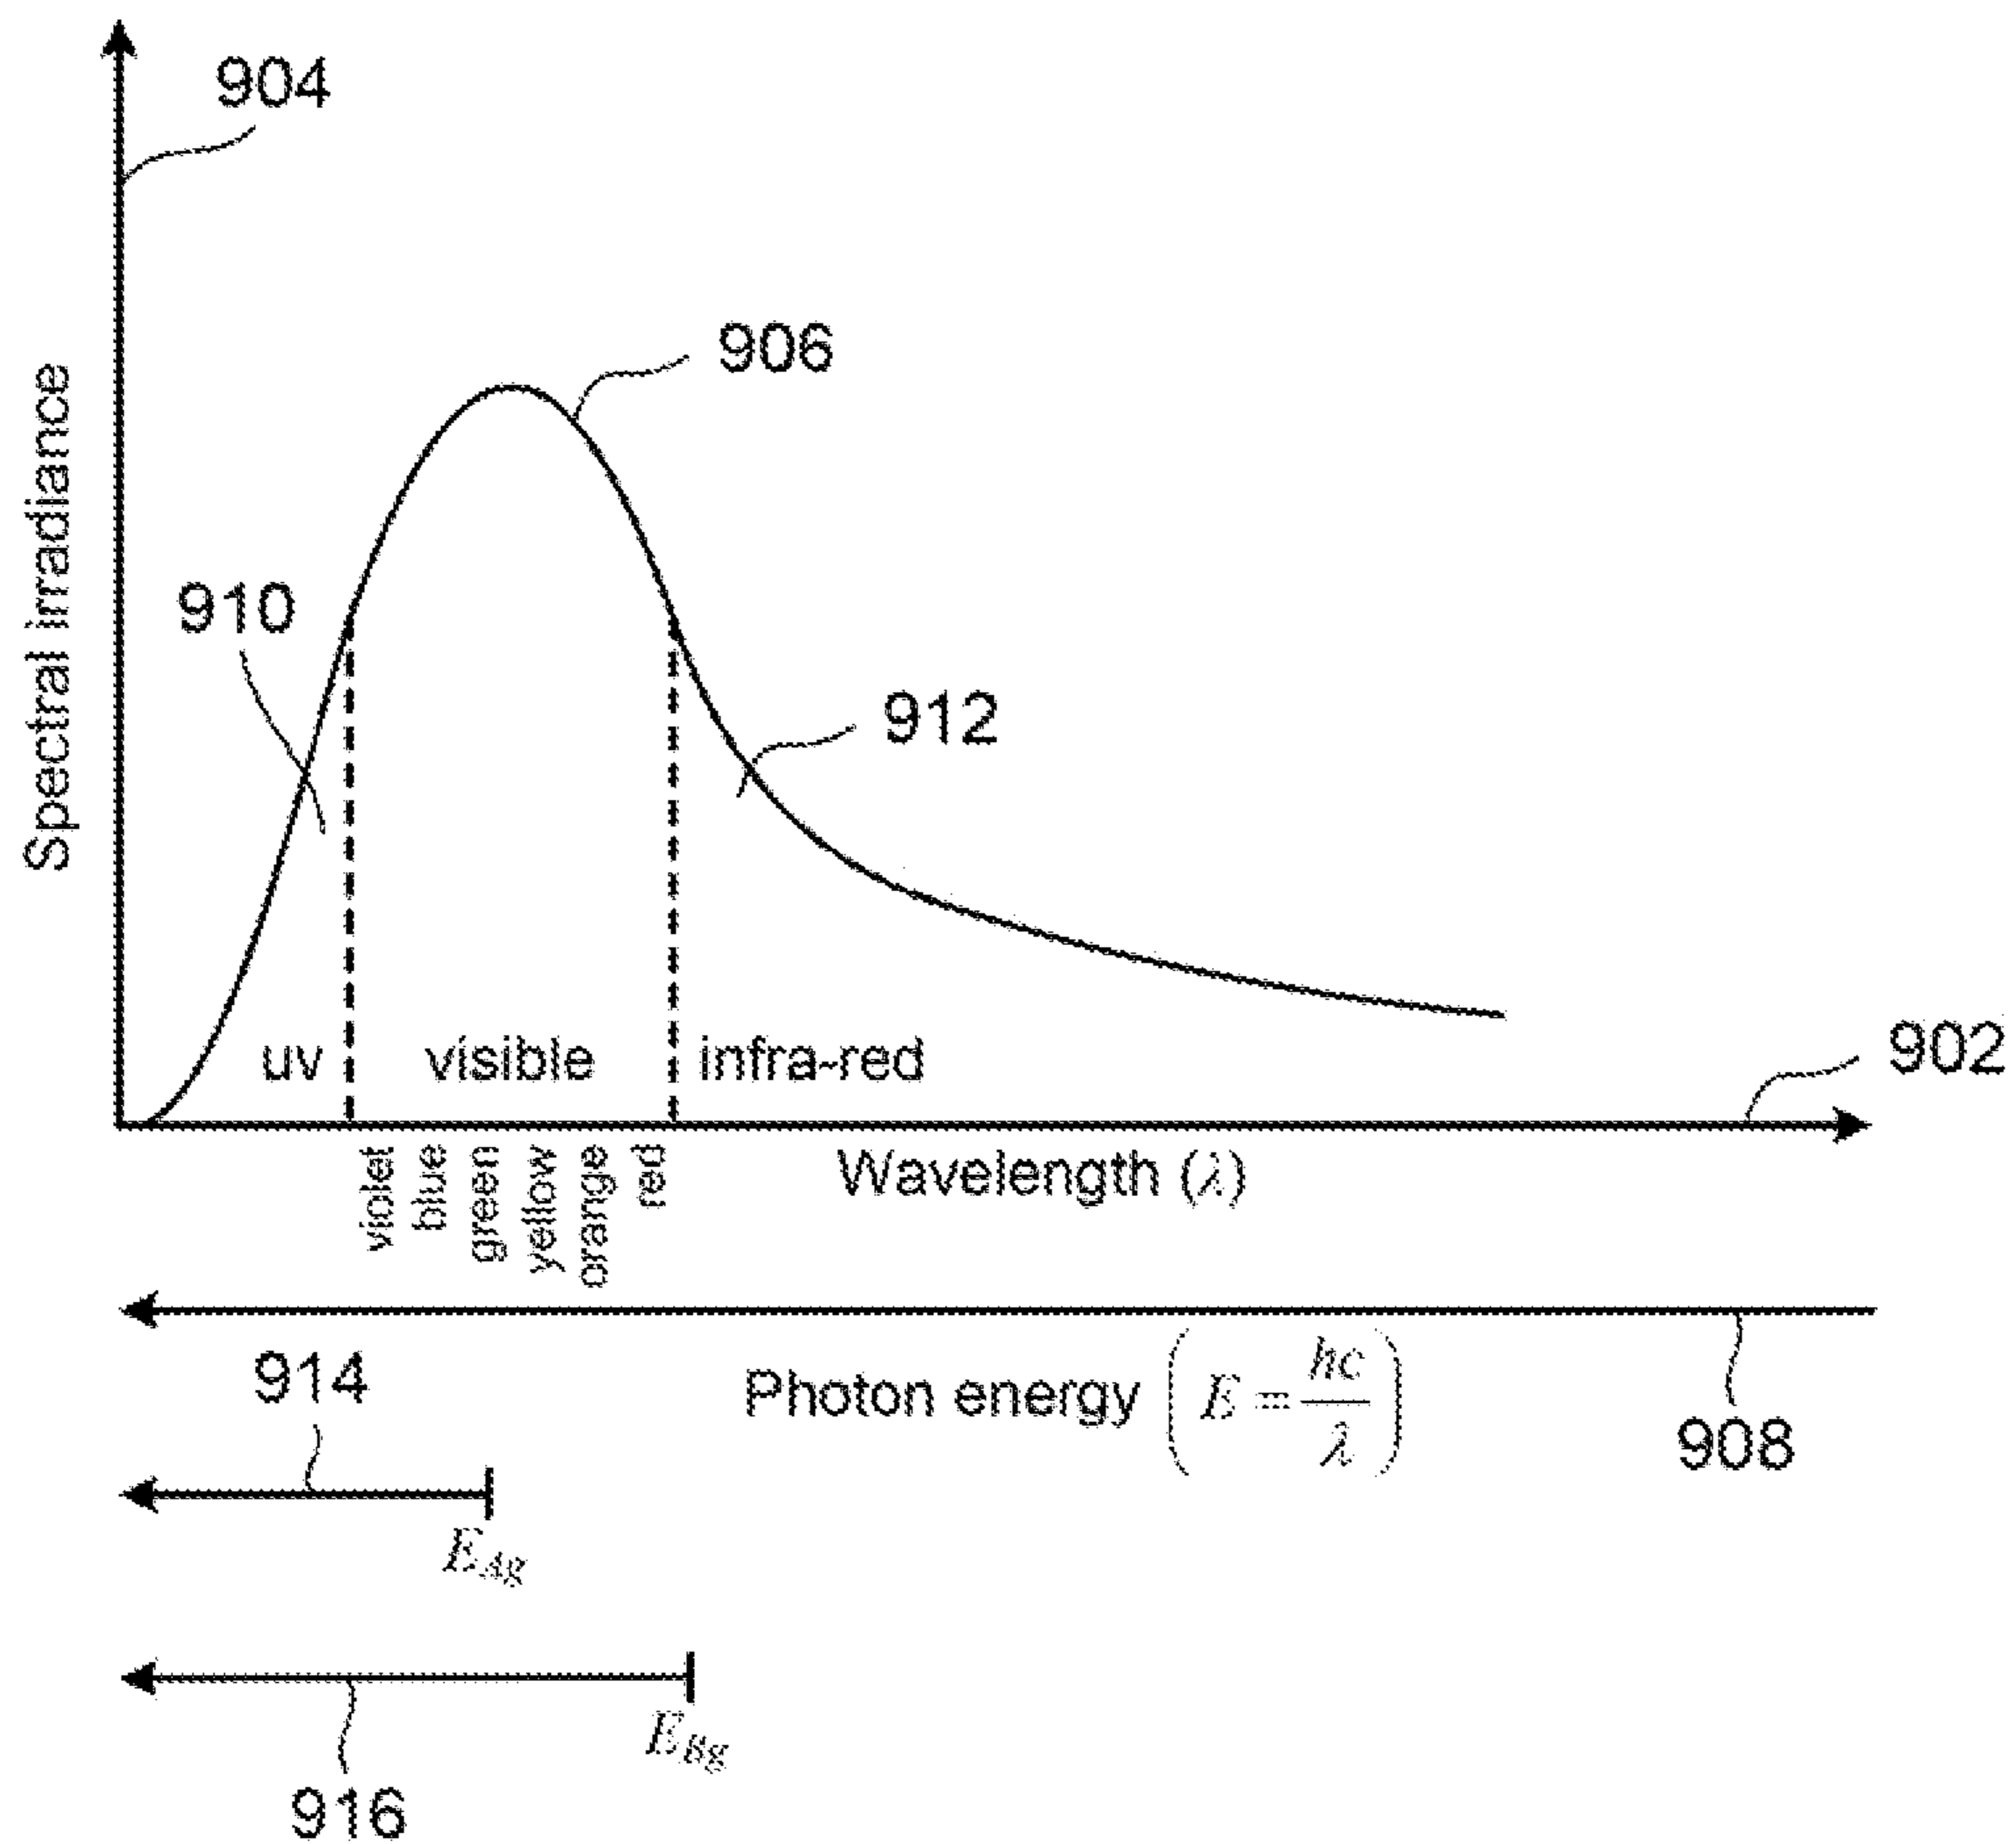 904
906
Spectral irradiance
910
912
uv
visible
infra-red
902
violet
blue
green
yellow
orange
red
Wavelength (λ)
914
Photon energy (E = hc/λ)
908
E_Ag
E_Bg
916